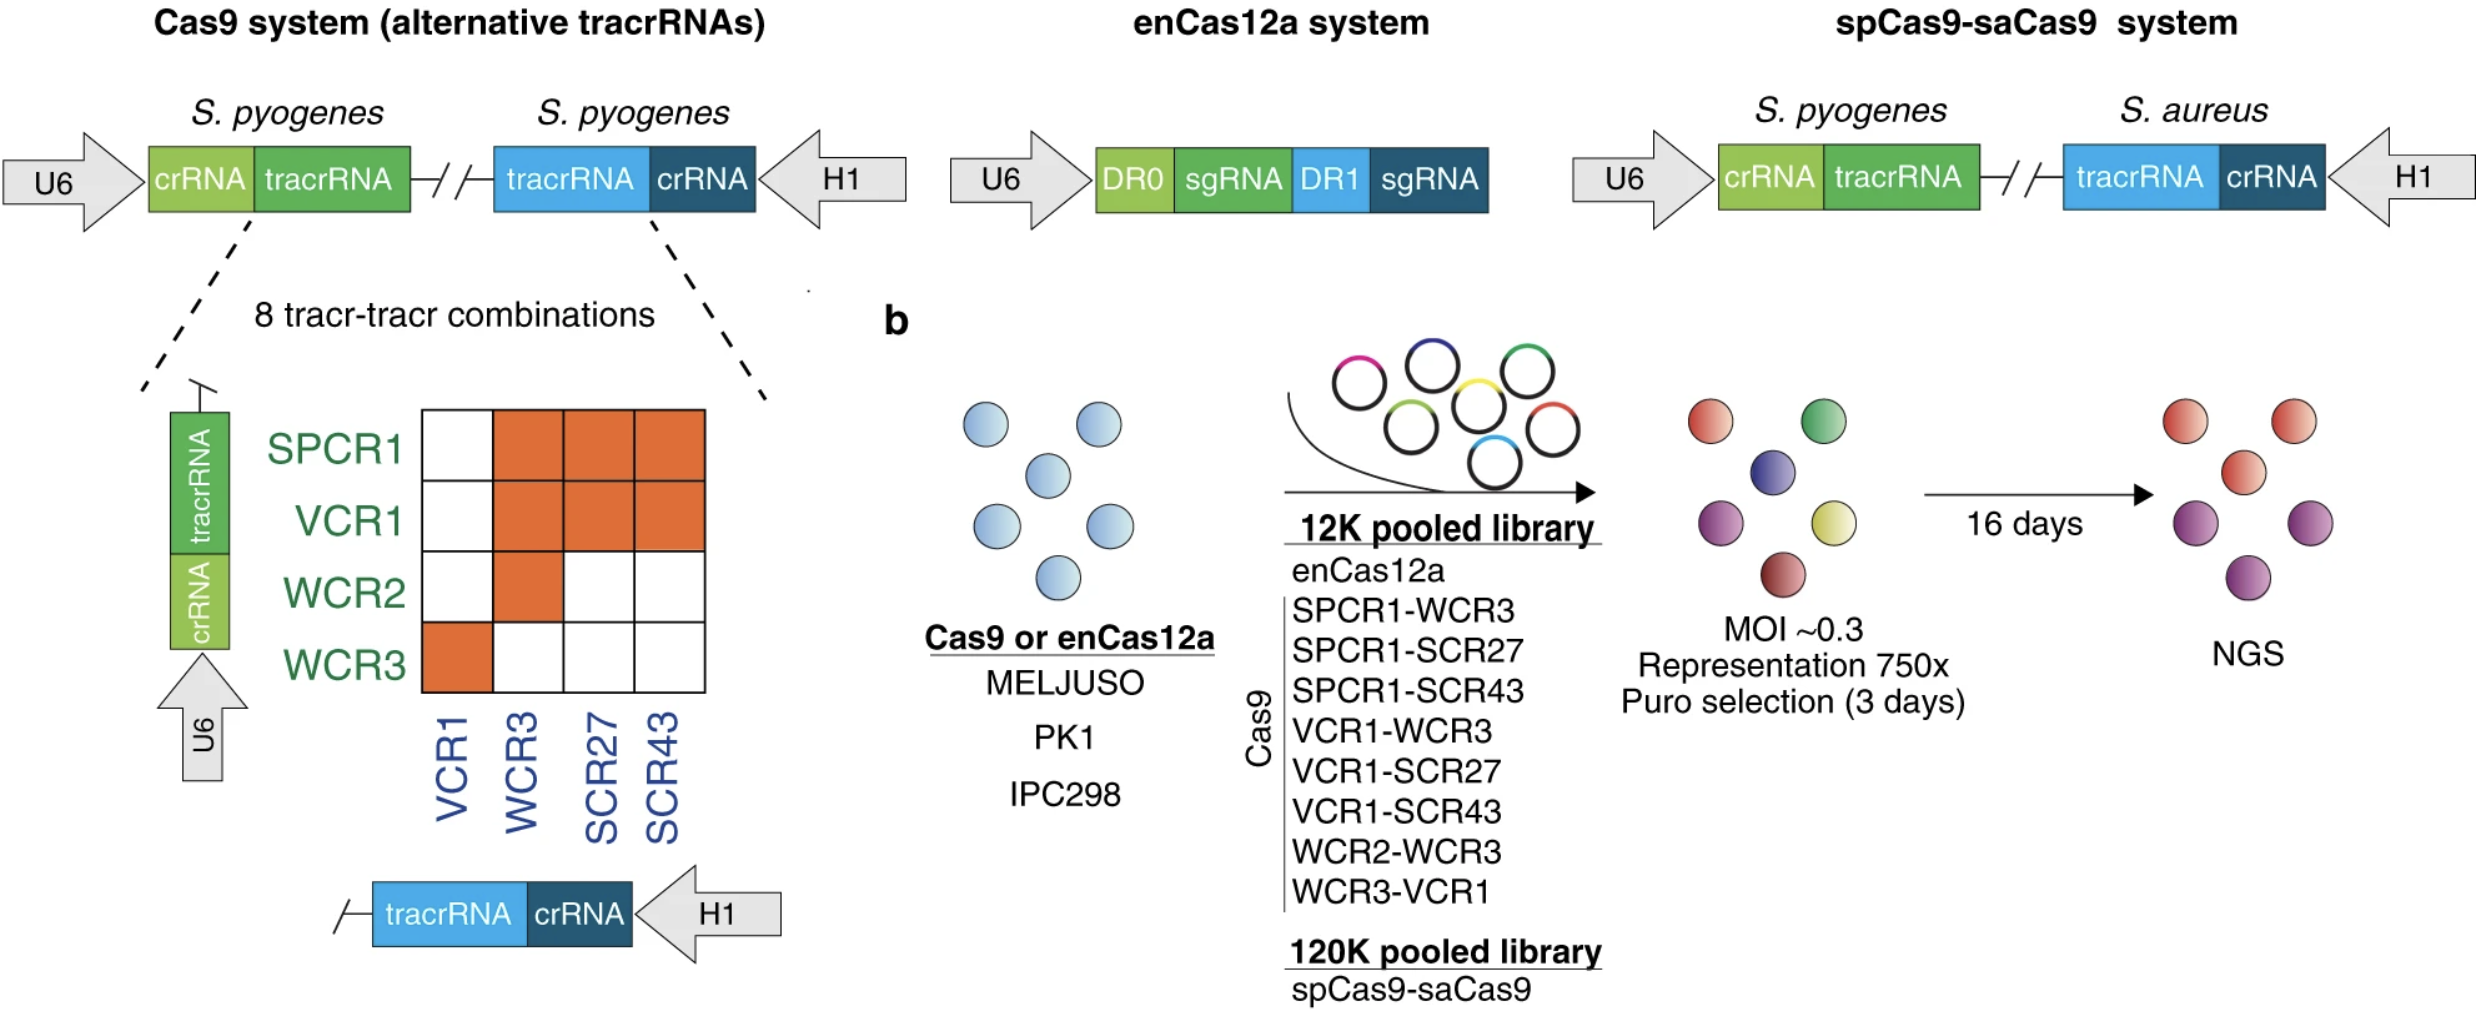 Cas9 system (alternative tracrRNAs)
S. pyogenes
S. pyogenes
U6
crRNA
tracrRNA
tracrRNA
crRNA
H1
8 tracr-tracr combinations
tracrRNA
crRNA
U6
SPCR1
VCR1
WCR2
WCR3
VCR1
WCR3
SCR27
SCR43
tracrRNA
crRNA
H1
enCas12a system
U6
DR0
sgRNA
DR1
sgRNA
spCas9-saCas9 system
S. pyogenes
S. aureus
U6
crRNA
tracrRNA
tracrRNA
crRNA
H1
b
Cas9 or enCas12a
MELJUSO
PK1
IPC298
12K pooled library
enCas12a
Cas9
SPCR1-WCR3
SPCR1-SCR27
SPCR1-SCR43
VCR1-WCR3
VCR1-SCR27
VCR1-SCR43
WCR2-WCR3
WCR3-VCR1
120K pooled library
spCas9-saCas9
MOI ~0.3
Representation 750x
Puro selection (3 days)
16 days
NGS